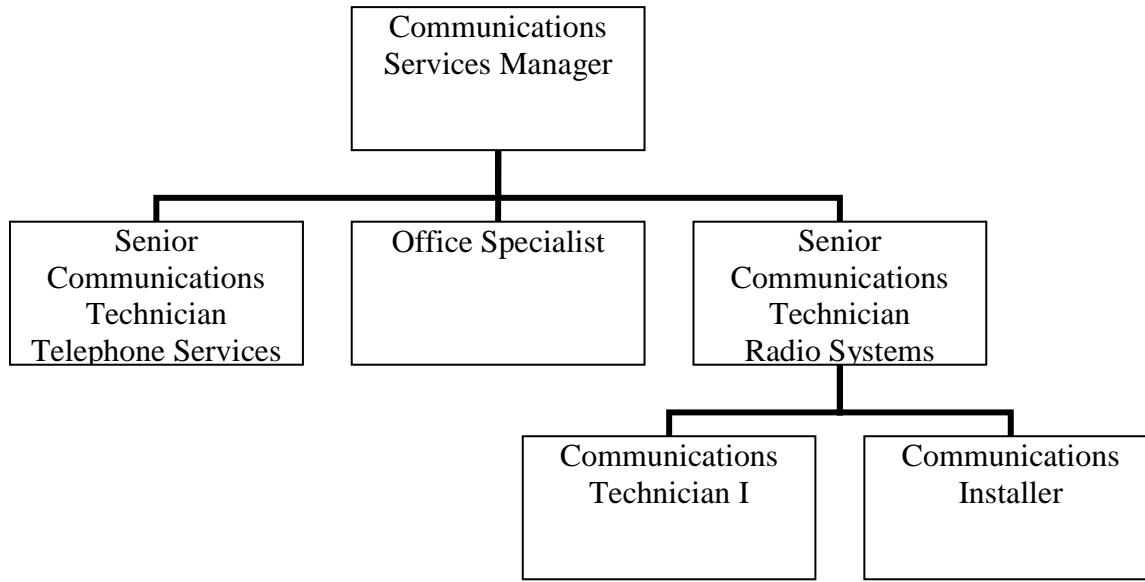 Communications
Services Manager
Senior
Communications
Technician
Telephone Services
Office Specialist
Senior
Communications
Technician
Radio Systems
Communications
Technician I
Communications
Installer